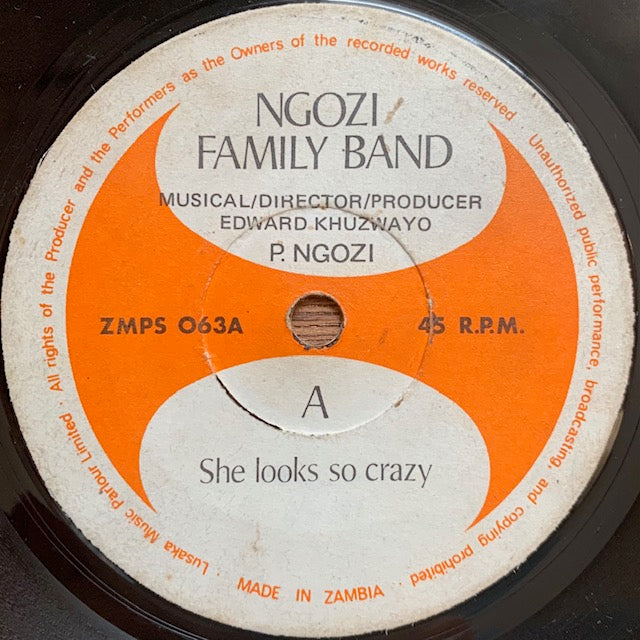 NGOZI
FAMILY BAND
MUSICAL/DIRECTOR/PRODUCER
EDWARD KHUZWAYO
P. NGOZI
ZMPS 063A
45 R.P.M.
A
She looks so crazy
Lusaka Music Parlour Limited · All rights of the Producer and the Performers as the Owners of the recorded works reserved · Unauthorized public performance, broadcasting, and copying prohibited ·
MADE IN ZAMBIA